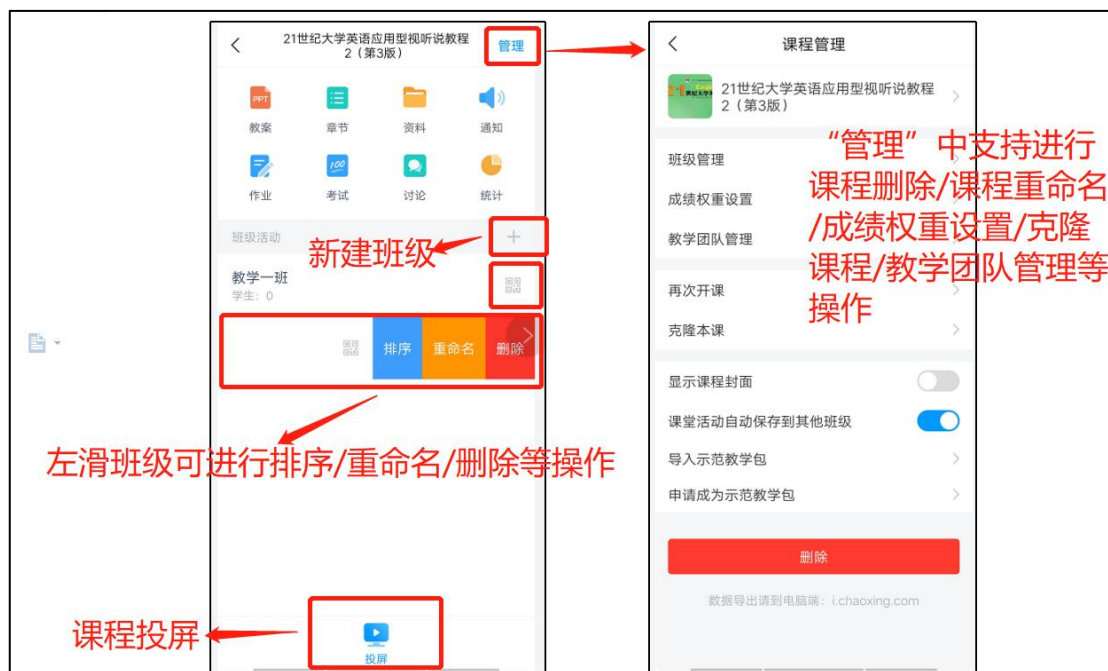 21世纪大学英语应用型视听说教程
2（第3版）
管理
PPT
教案
章节
资料
通知
100
作业
考试
讨论
统计
班级活动
新建班级
教学一班
学生：0
排序
重命名
删除
左滑班级可进行排序/重命名/删除等操作
课程投屏
投屏
课程管理
21世纪大学英语应用型视听说教程
2（第3版）
“管理”中支持进行
课程删除/课程重命名
/成绩权重设置/克隆
课程/教学团队管理等
操作
班级管理
成绩权重设置
教学团队管理
再次开课
克隆本课
显示课程封面
课堂活动自动保存到其他班级
导入示范教学包
申请成为示范教学包
删除
数据导出请到电脑端：i.chaoxing.com